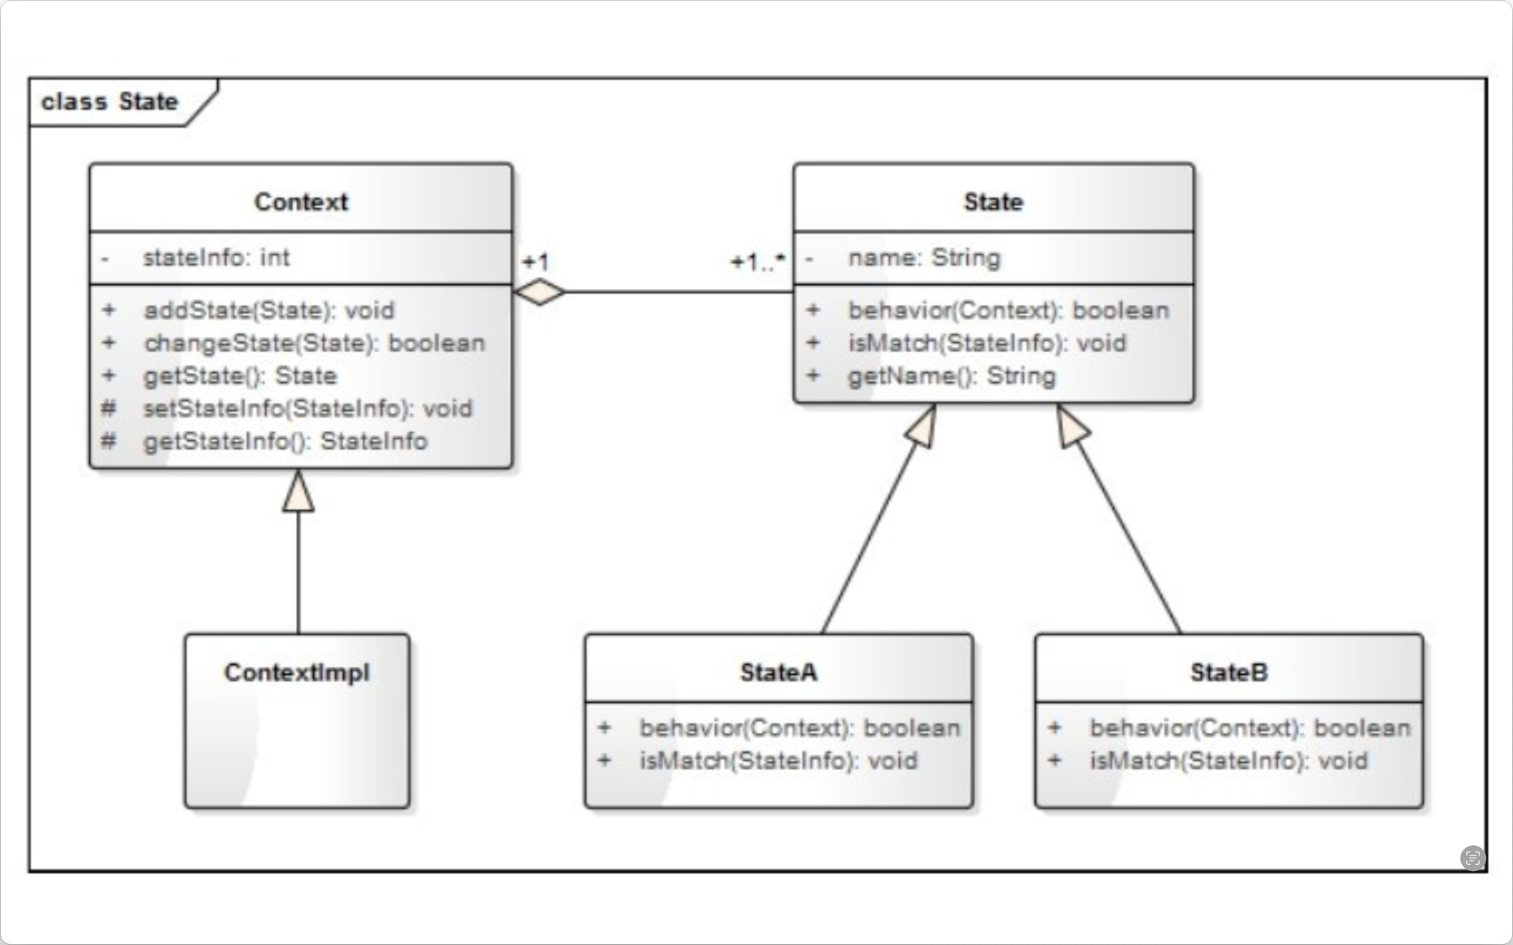 class State
Context
- stateInfo: int
+ addState(State): void
+ changeState(State): boolean
+ getState(): State
# setStateInfo(StateInfo): void
# getStateInfo(): StateInfo
+1
+1..*
State
- name: String
+ behavior(Context): boolean
+ isMatch(StateInfo): void
+ getName(): String
ContextImpl
StateA
+ behavior(Context): boolean
+ isMatch(StateInfo): void
StateB
+ behavior(Context): boolean
+ isMatch(StateInfo): void